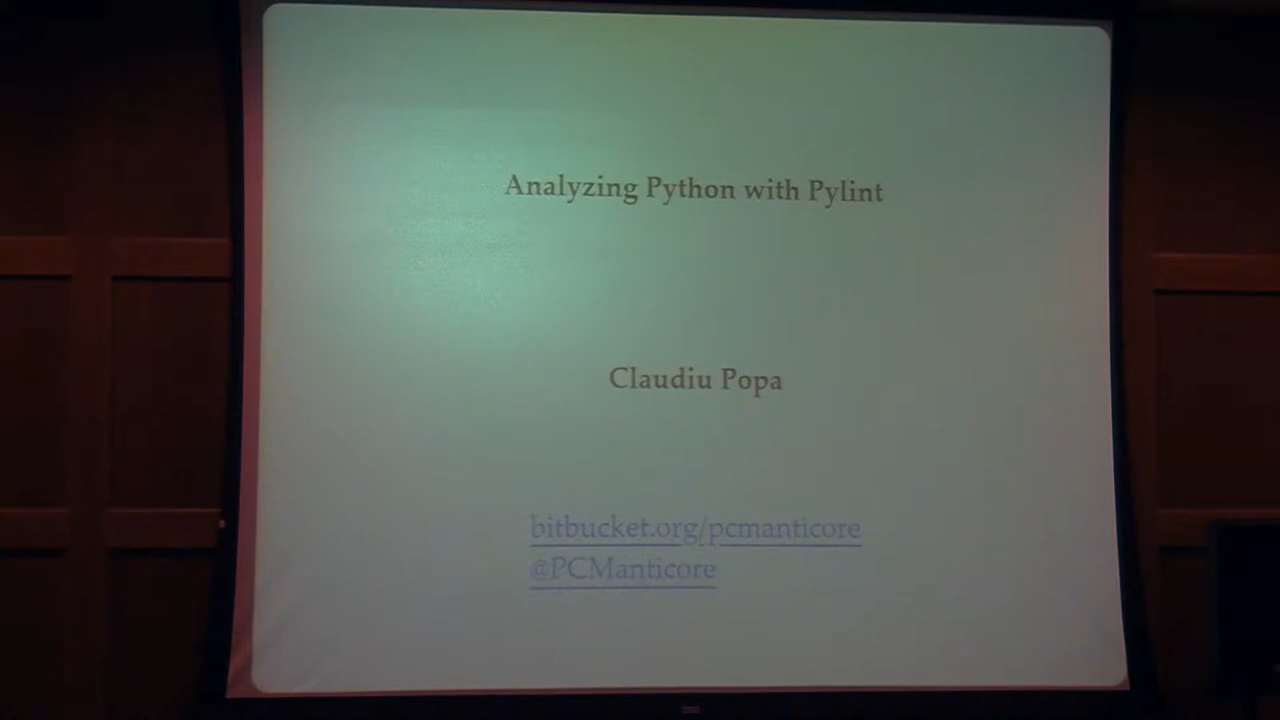 Analyzing Python with Pylint
Claudiu Popa
bitbucket.org/pcmanticore
@PCManticore